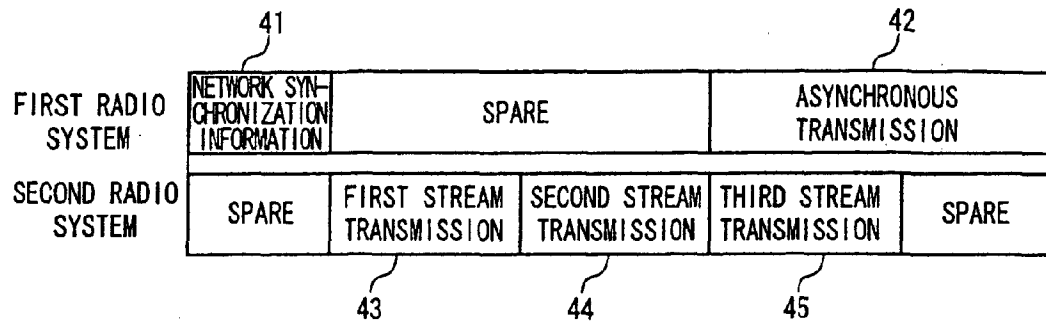 41
42
FIRST RADIO
SYSTEM
NETWORK SYN-
CHRONIZATION
INFORMATION
SPARE
ASYNCHRONOUS
TRANSMISSION
SECOND RADIO
SYSTEM
SPARE
FIRST STREAM
TRANSMISSION
SECOND STREAM
TRANSMISSION
THIRD STREAM
TRANSMISSION
SPARE
43
44
45